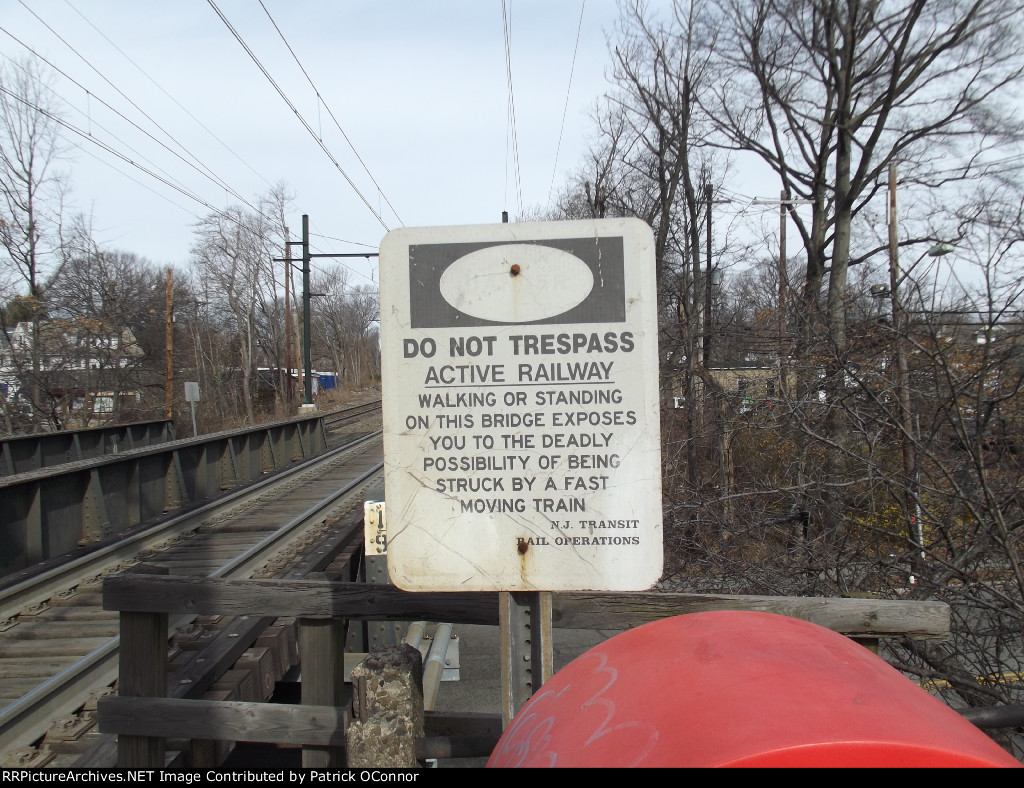 DO NOT TRESPASS
ACTIVE RAILWAY
WALKING OR STANDING
ON THIS BRIDGE EXPOSES
YOU TO THE DEADLY
POSSIBILITY OF BEING
STRUCK BY A FAST
MOVING TRAIN
N.J. TRANSIT
RAIL OPERATIONS
RRPictureArchives.NET Image Contributed by Patrick OConnor